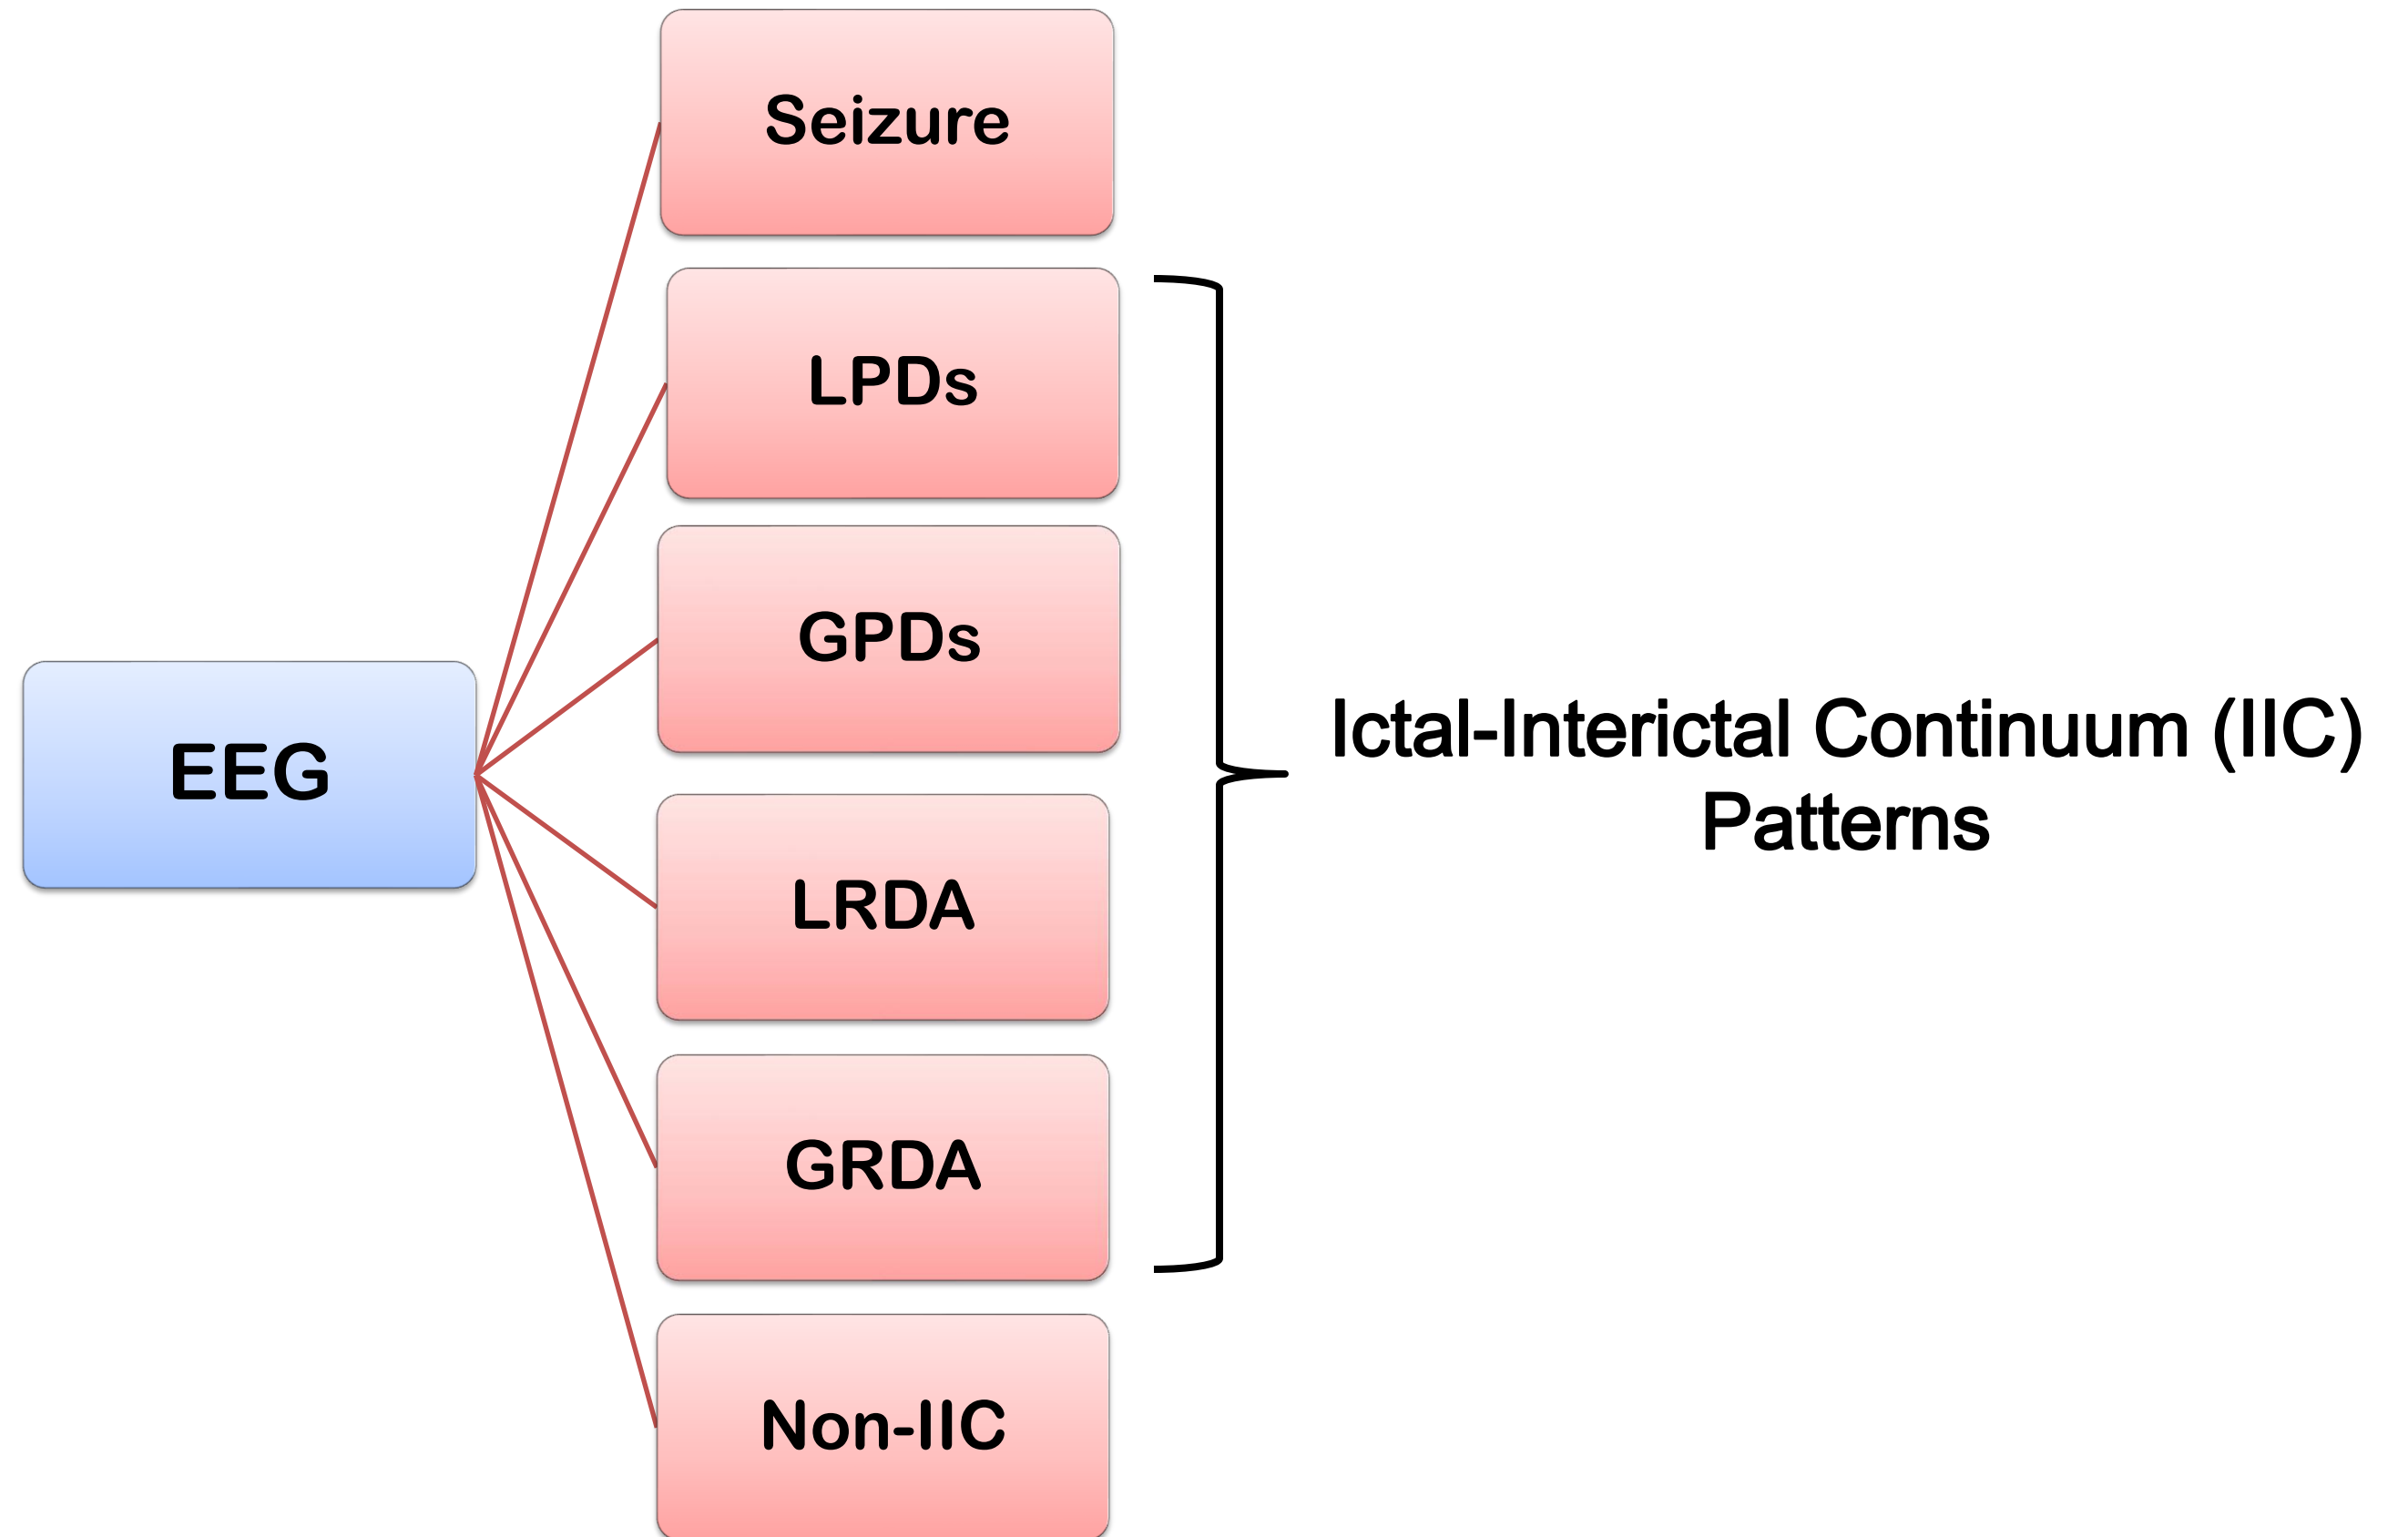 Seizure
LPDs
GPDs
EEG
Ictal-Interictal Continuum (IIC)
Patterns
LRDA
GRDA
Non-IIC